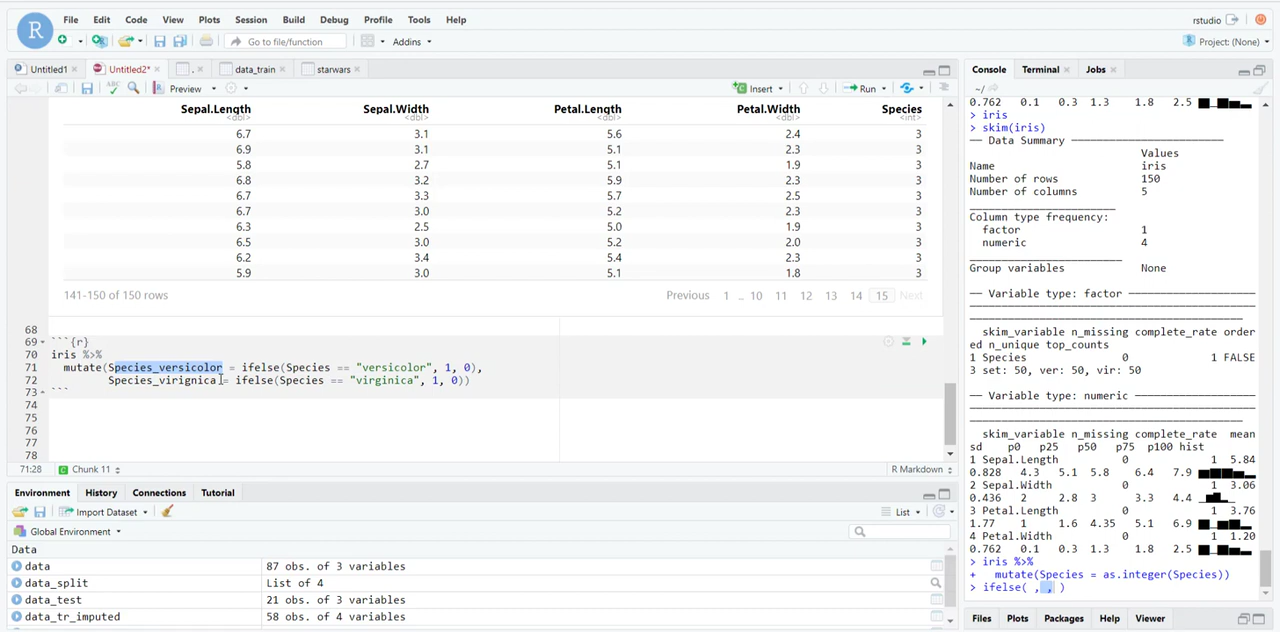 File Edit Code View Plots Session Build Debug Profile Tools Help
rstudio
R
Go to file/function
Addins
Project: (None)
Untitled1
Untitled2*
.
data_train
starwars
ABC
Preview
Insert
Run
Sepal.Length Sepal.Width Petal.Length Petal.Width Species
<dbl> <dbl> <dbl> <dbl> <int>
6.7 3.1 5.6 2.4 3
6.9 3.1 5.1 2.3 3
5.8 2.7 5.1 1.9 3
6.8 3.2 5.9 2.3 3
6.7 3.3 5.7 2.5 3
6.7 3.0 5.2 2.3 3
6.3 2.5 5.0 1.9 3
6.5 3.0 5.2 2.0 3
6.2 3.4 5.4 2.3 3
5.9 3.0 5.1 1.8 3
141-150 of 150 rows
Previous 1 … 10 11 12 13 14 15 Next
68
69 ```{r}
70 iris %>%
71 mutate(Species_versicolor = ifelse(Species == "versicolor", 1, 0),
72 Species_virignica = ifelse(Species == "virginica", 1, 0))
73 ```
74
75
76
77
78
71:28
Chunk 11
R Markdown
Environment History Connections Tutorial
Import Dataset
List
Global Environment
Data
data 87 obs. of 3 variables
data_split List of 4
data_test 21 obs. of 3 variables
data_tr_imputed 58 obs. of 4 variables
Console Terminal Jobs
~/
0.762 0.1 0.3 1.3 1.8 2.5
> iris
> skim(iris)
── Data Summary ────────────────────────
Values
Name iris
Number of rows 150
Number of columns 5
_______________________
Column type frequency:
factor 1
numeric 4
________________________
Group variables None
── Variable type: factor ──────────────────
skim_variable n_missing complete_rate order
ed n_unique top_counts
1 Species 0 1 FALSE
3 set: 50, ver: 50, vir: 50
── Variable type: numeric ─────────────────
skim_variable n_missing complete_rate mean
sd p0 p25 p50 p75 p100 hist
1 Sepal.Length 0 1 5.84
0.828 4.3 5.1 5.8 6.4 7.9
2 Sepal.Width 0 1 3.06
0.436 2 2.8 3 3.3 4.4
3 Petal.Length 0 1 3.76
1.77 1 1.6 4.35 5.1 6.9
4 Petal.Width 0 1 1.20
0.762 0.1 0.3 1.3 1.8 2.5
> iris %>%
+ mutate(Species = as.integer(Species))
> ifelse( , , )
Files Plots Packages Help Viewer